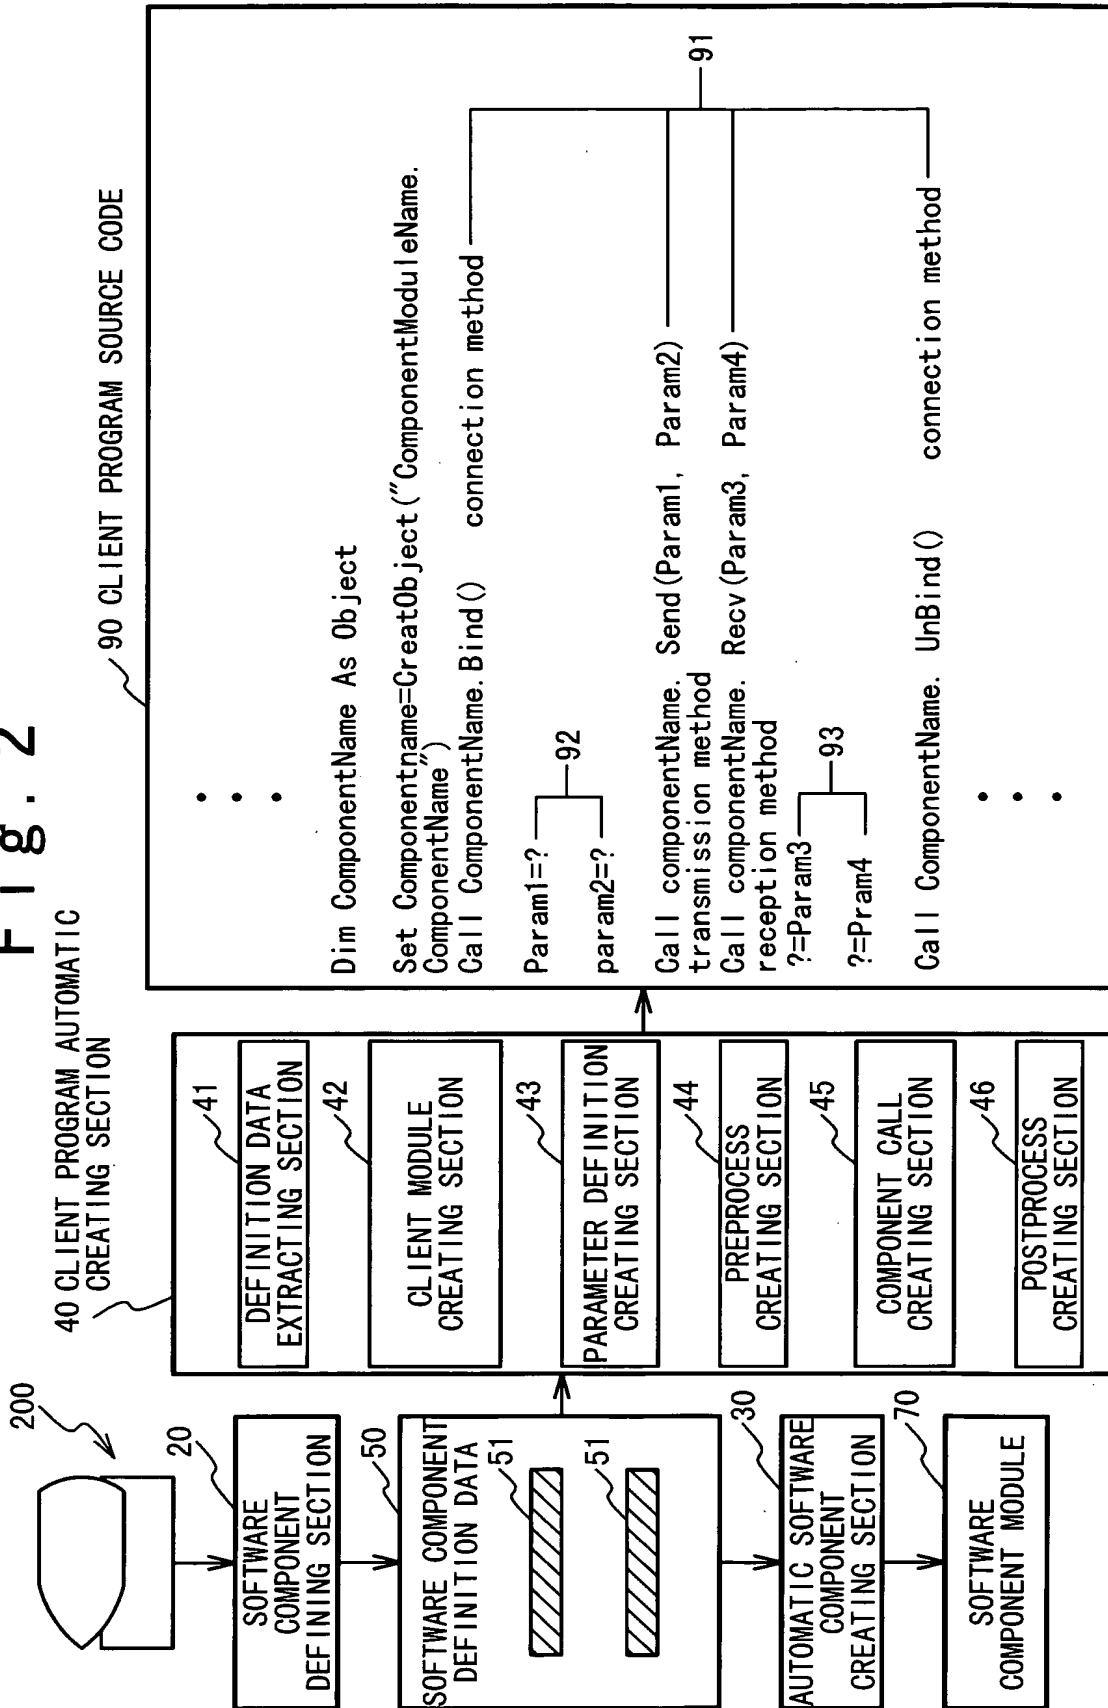 Fig. 2
200
20
SOFTWARE
COMPONENT
DEFINING SECTION
50
SOFTWARE COMPONENT
DEFINITION DATA
51
51
30
AUTOMATIC SOFTWARE
COMPONENT
CREATING SECTION
70
SOFTWARE
COMPONENT MODULE
40 CLIENT PROGRAM AUTOMATIC
CREATING SECTION
41
DEFINITION DATA
EXTRACTING SECTION
42
CLIENT MODULE
CREATING SECTION
43
PARAMETER DEFINITION
CREATING SECTION
44
PREPROCESS
CREATING SECTION
45
COMPONENT CALL
CREATING SECTION
46
POSTPROCESS
CREATING SECTION
90 CLIENT PROGRAM SOURCE CODE
Dim ComponentName As Object
Set Componentname=CreatObject("ComponentModuleName.
ComponentName")
Call ComponentName.Bind() connection method
Param1=?
92
param2=?
Call componentName. Send(Param1, Param2)
transmission method
91
Call componentName. Recv(Param3, Param4)
reception method
?=Param3
93
?=Pram4
Call ComponentName. UnBind() connection method